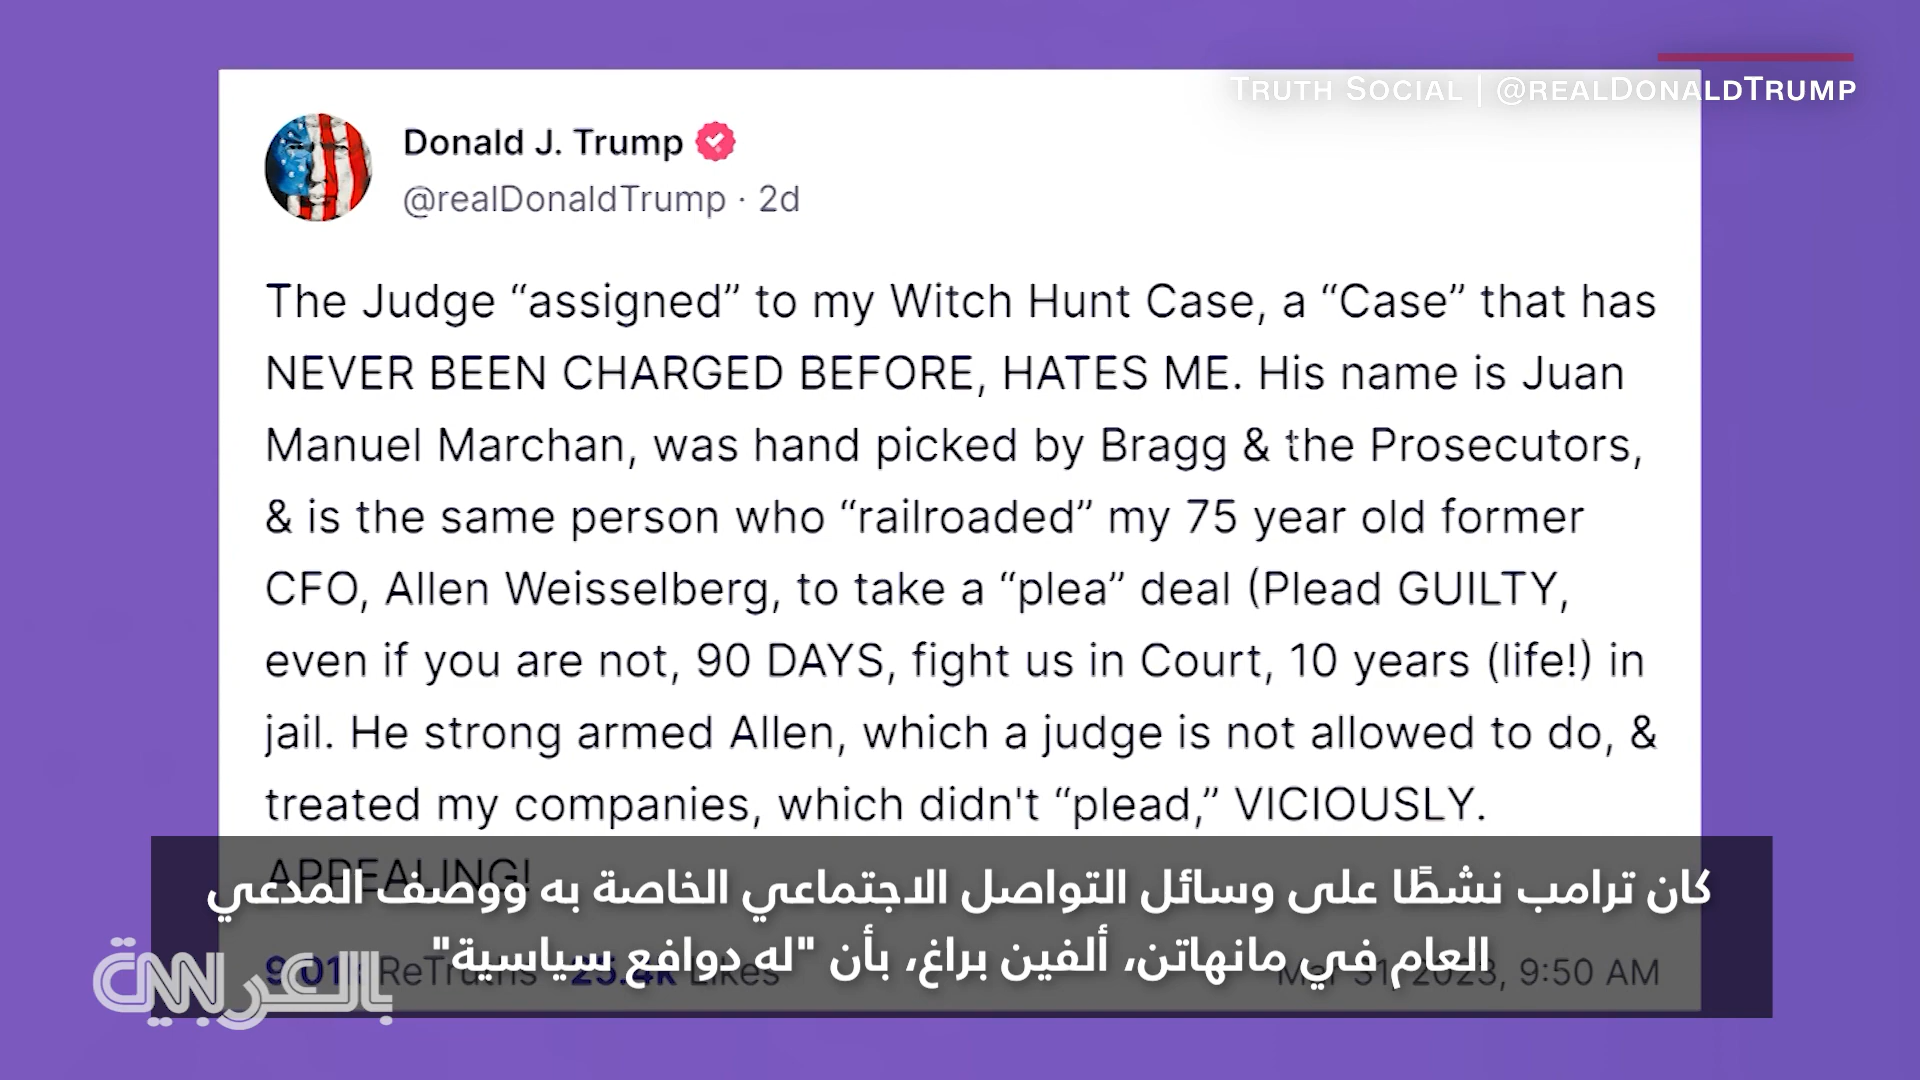 TRUTH SOCIAL | @REALDONALDTRUMP
Donald J. Trump
@realDonaldTrump · 2d
The Judge “assigned” to my Witch Hunt Case, a “Case” that has
NEVER BEEN CHARGED BEFORE, HATES ME. His name is Juan
Manuel Marchan, was hand picked by Bragg & the Prosecutors,
& is the same person who “railroaded” my 75 year old former
CFO, Allen Weisselberg, to take a “plea” deal (Plead GUILTY,
even if you are not, 90 DAYS, fight us in Court, 10 years (life!) in
jail. He strong armed Allen, which a judge is not allowed to do, &
treated my companies, which didn't “plead,” VICIOUSLY.
APPEALING!
كان ترامب نشطًا على وسائل التواصل الاجتماعي الخاصة به ووصف المدعي
العام في مانهاتن، ألفين براغ، بأن "له دوافع سياسية"
ReTruths 25.4k Likes Mar 31, 2023, 9:50 AM
CNN بالعربية